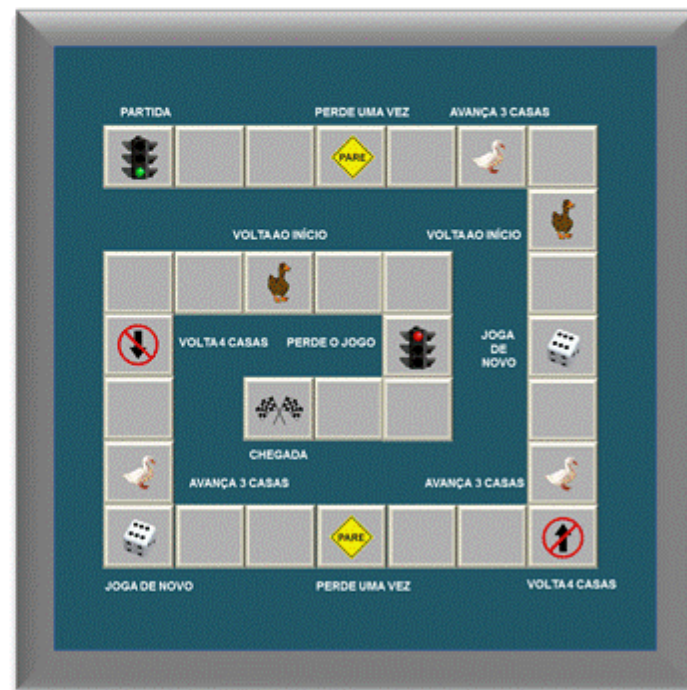 PARTIDA
PERDE UMA VEZ
AVANÇA 3 CASAS
PARE
VOLTA AO INÍCIO
VOLTA AO INÍCIO
VOLTA 4 CASAS
PERDE O JOGO
JOGA
DE
NOVO
CHEGADA
AVANÇA 3 CASAS
AVANÇA 3 CASAS
PARE
JOGA DE NOVO
PERDE UMA VEZ
VOLTA 4 CASAS